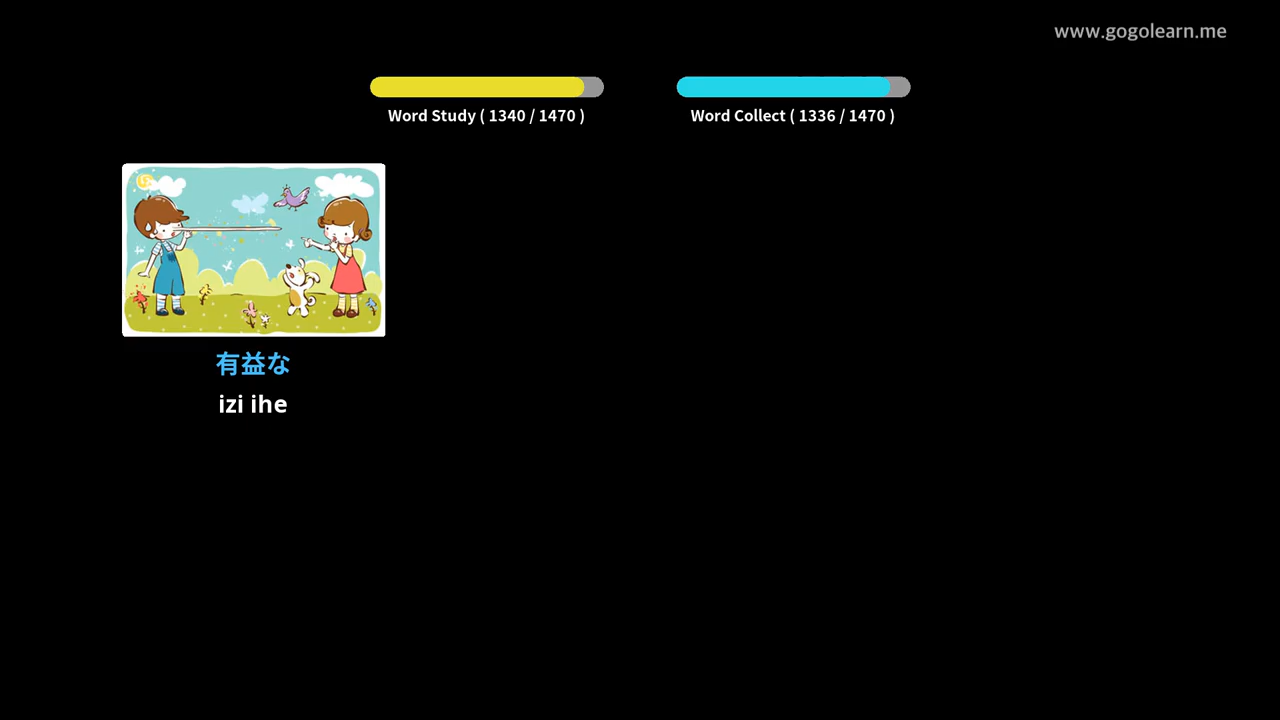 www.gogolearn.me
Word Study ( 1340 / 1470 )
Word Collect ( 1336 / 1470 )
有益な
izi ihe